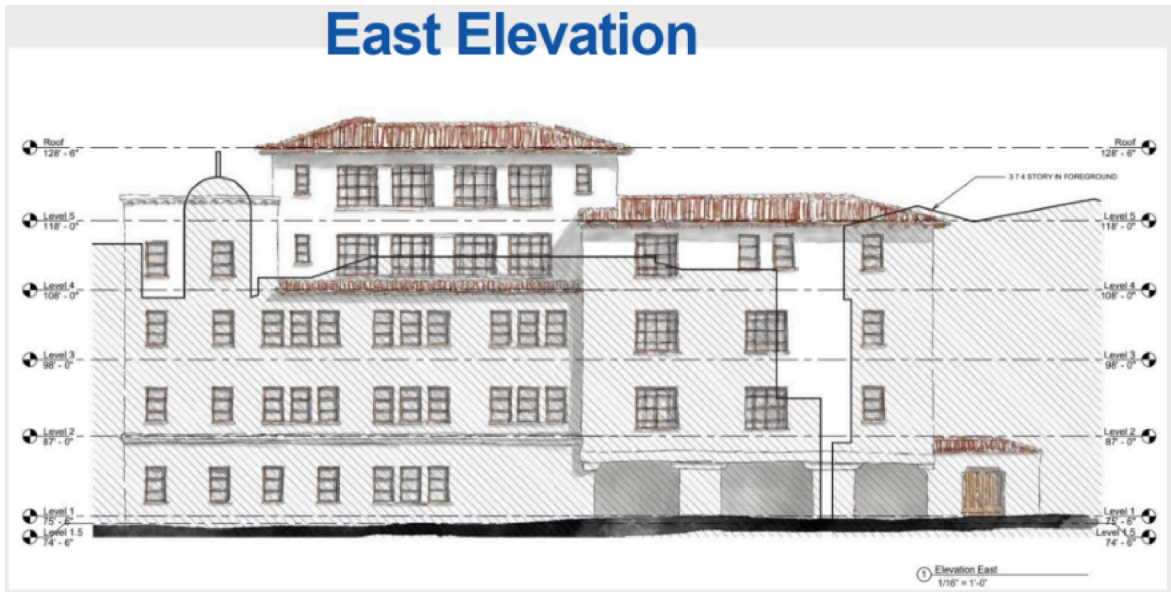 East Elevation
Roof
128' - 6"
Roof
128' - 6"
3 7 4 STORY IN FOREGROUND
Level 5
118' - 0"
Level 5
118' - 0"
Level 4
108' - 0"
Level 4
108' - 0"
Level 3
98' - 0"
Level 3
98' - 0"
Level 2
87' - 0"
Level 2
87' - 0"
Level 1
75' - 6"
Level 1
75' - 6"
Level 1.5
74' - 6"
Level 1.5
74' - 6"
1
Elevation East
1/16" = 1'-0"